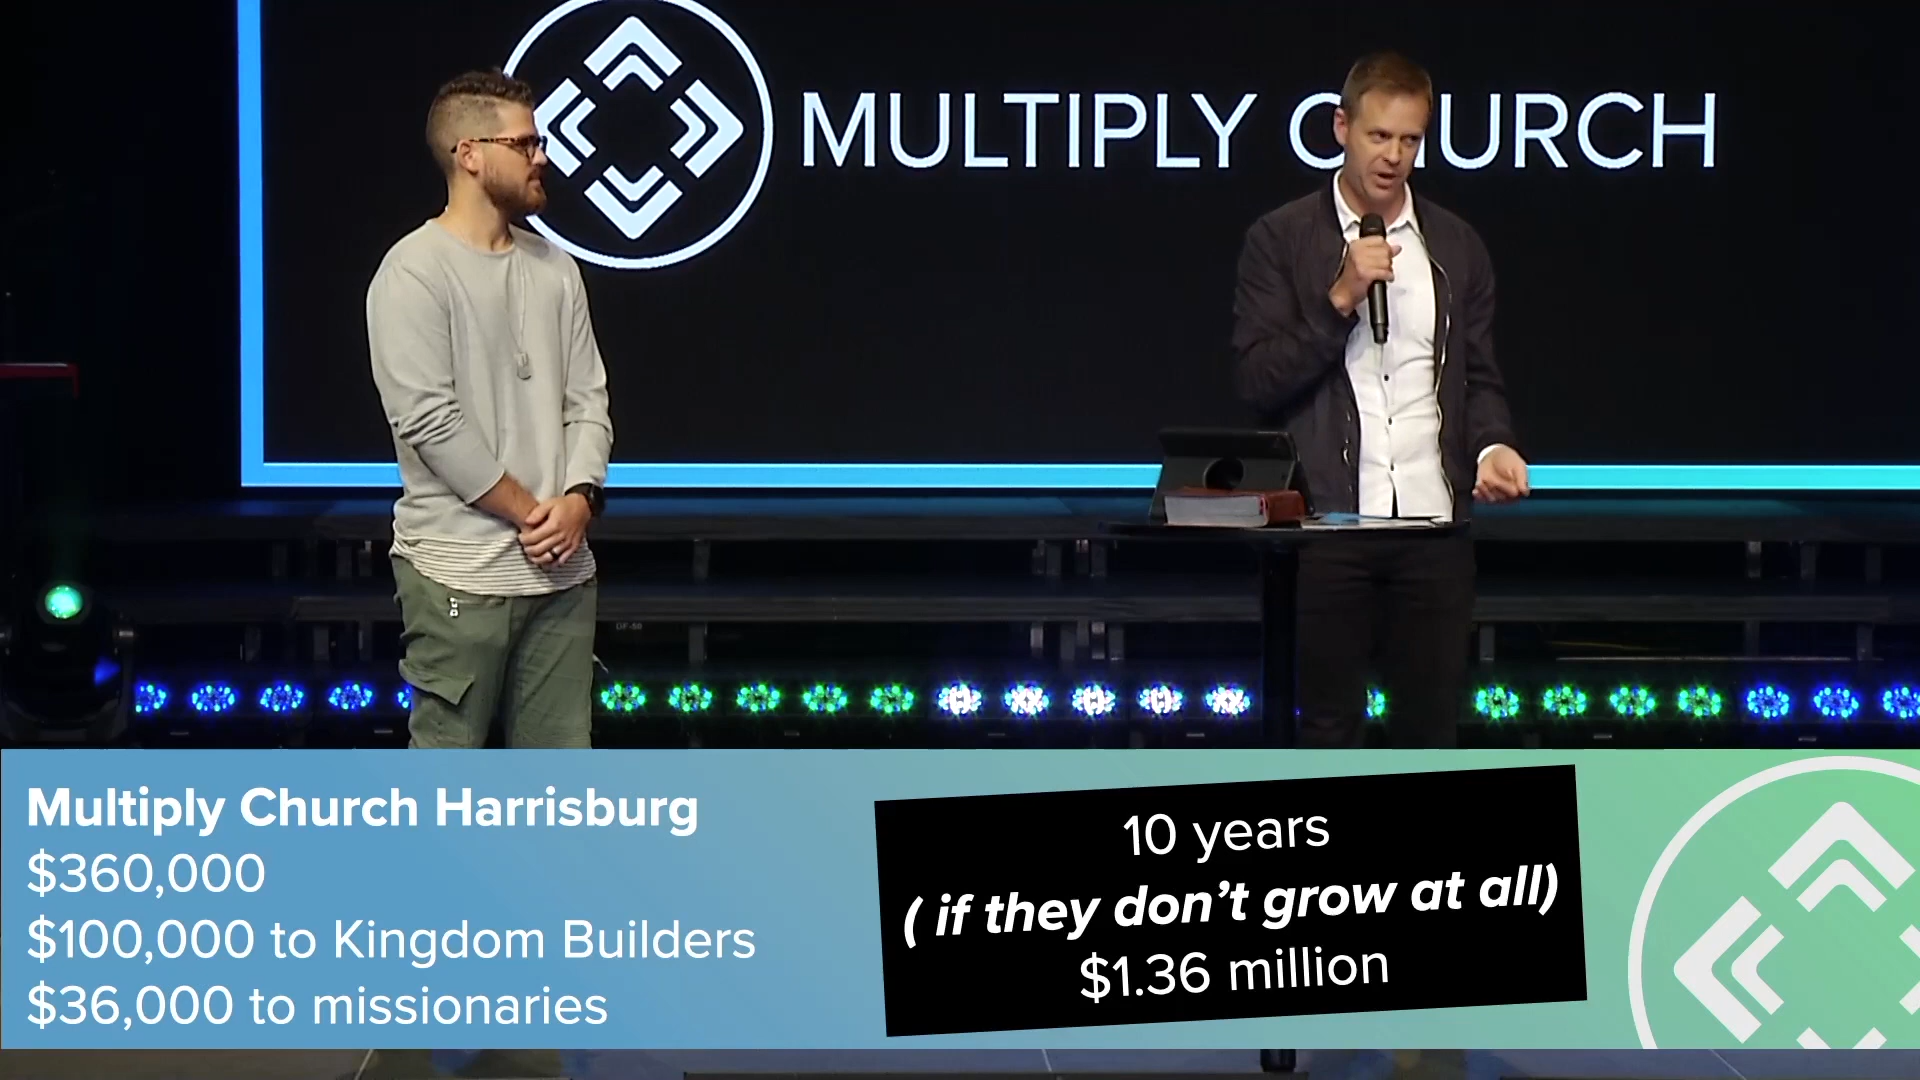 MULTIPLY CHURCH
Multiply Church Harrisburg
$360,000
$100,000 to Kingdom Builders
$36,000 to missionaries
10 years
( if they don't grow at all)
$1.36 million